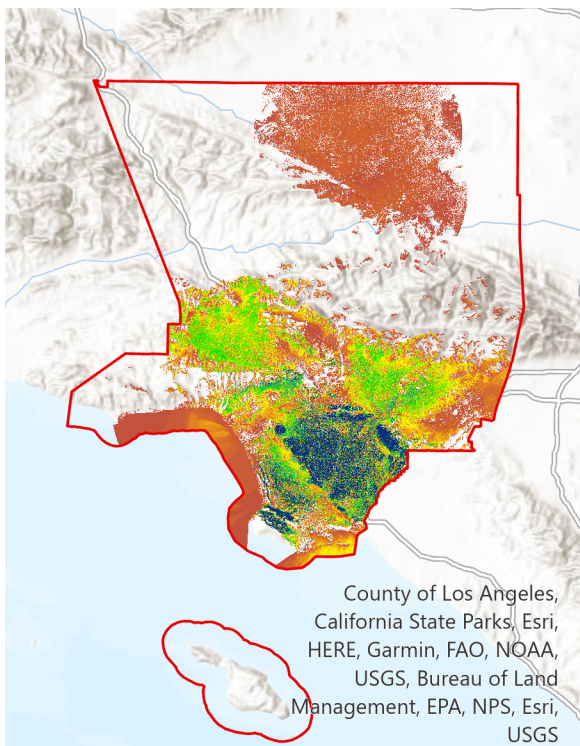 County of Los Angeles,
California State Parks, Esri,
HERE, Garmin, FAO, NOAA,
USGS, Bureau of Land
Management, EPA, NPS, Esri,
USGS